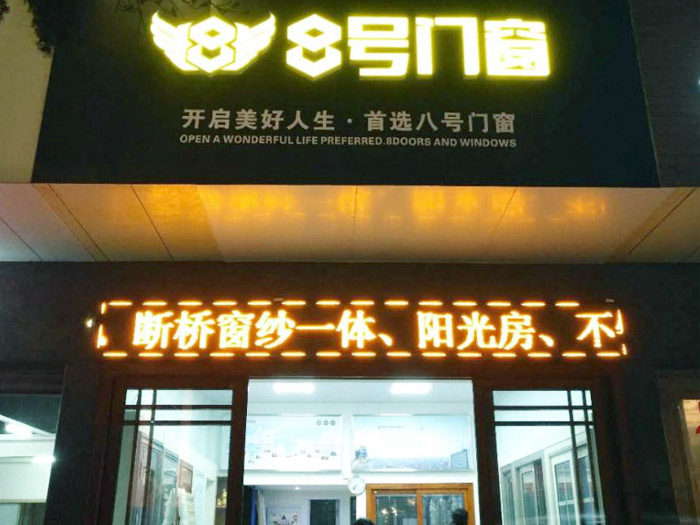 8号门窗
开启美好人生·首选八号门窗
OPEN A WONDERFUL LIFE PREFERRED.8DOORS AND WINDOWS
断桥窗纱一体、阳光房、不